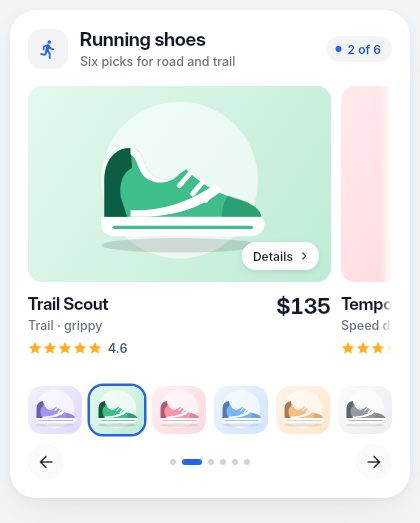 Running shoes
Six picks for road and trail
2 of 6
Details
Trail Scout
$135
Trail · grippy
4.6
Tempo
Speed d